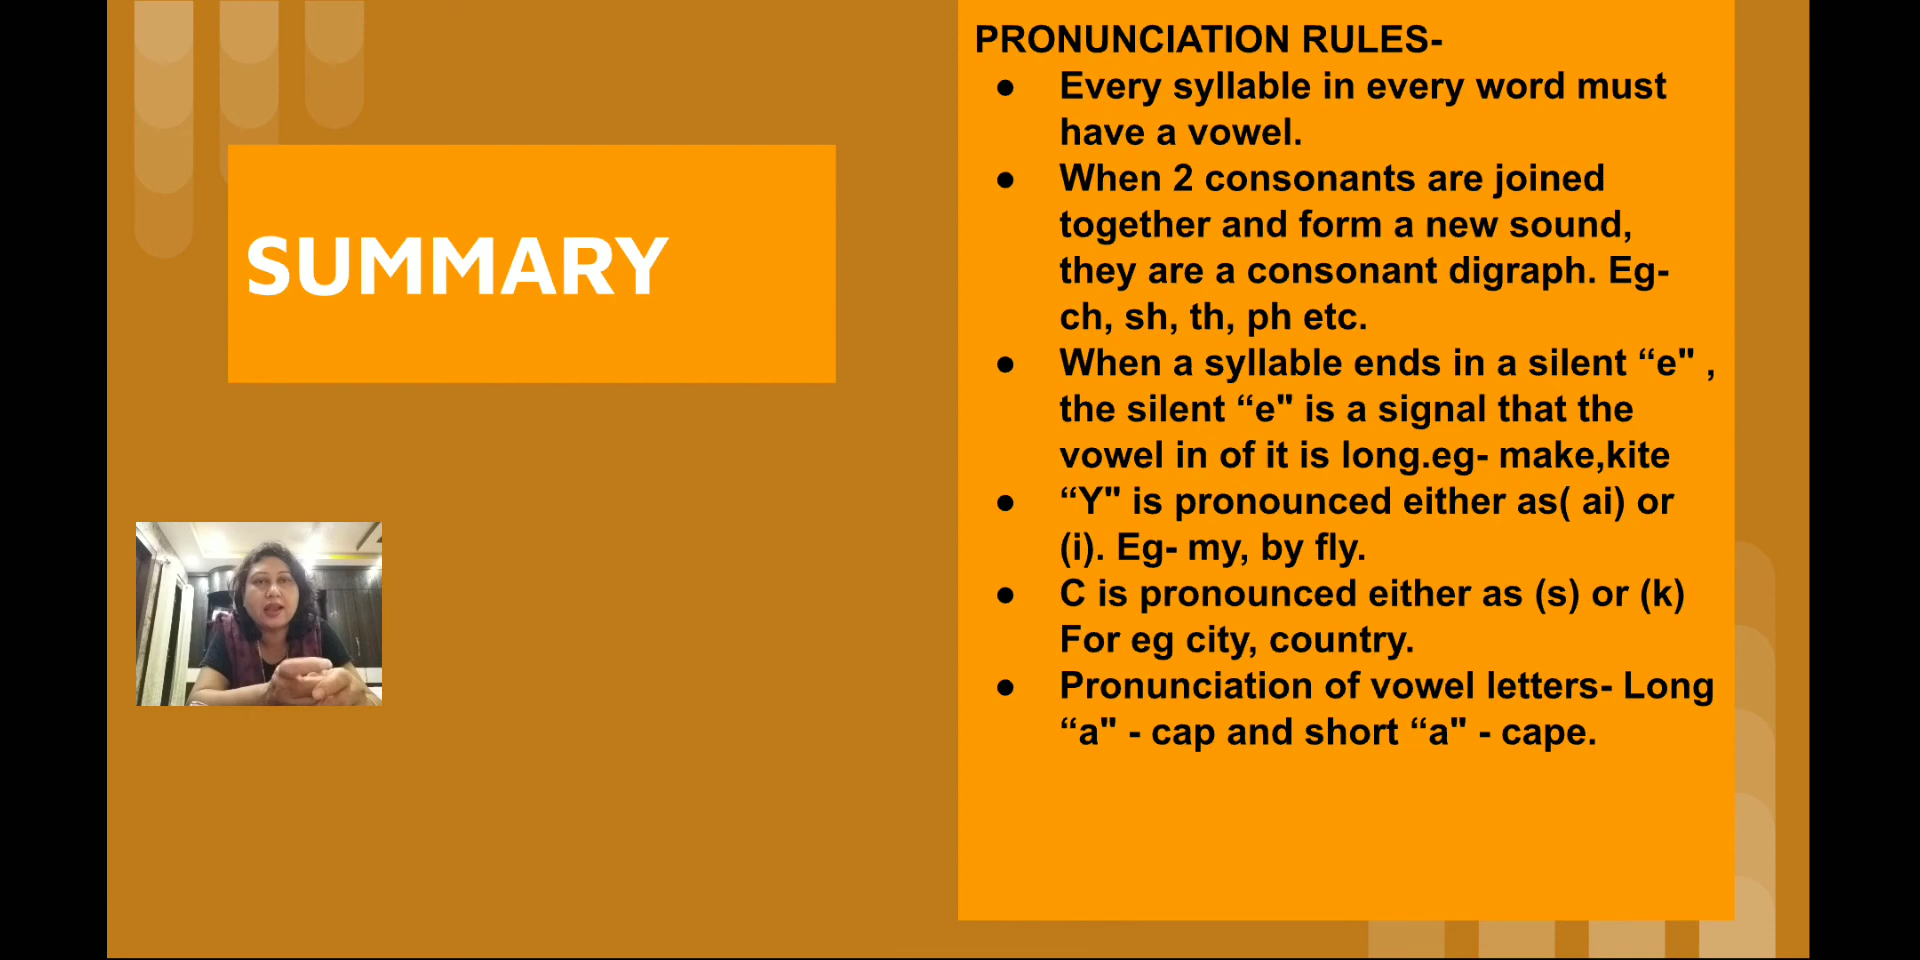 SUMMARY
PRONUNCIATION RULES-
● Every syllable in every word must
have a vowel.
● When 2 consonants are joined
together and form a new sound,
they are a consonant digraph. Eg-
ch, sh, th, ph etc.
● When a syllable ends in a silent “e" ,
the silent “e" is a signal that the
vowel in of it is long.eg- make,kite
● “Y" is pronounced either as( ai) or
(i). Eg- my, by fly.
● C is pronounced either as (s) or (k)
For eg city, country.
● Pronunciation of vowel letters- Long
“a" - cap and short “a" - cape.